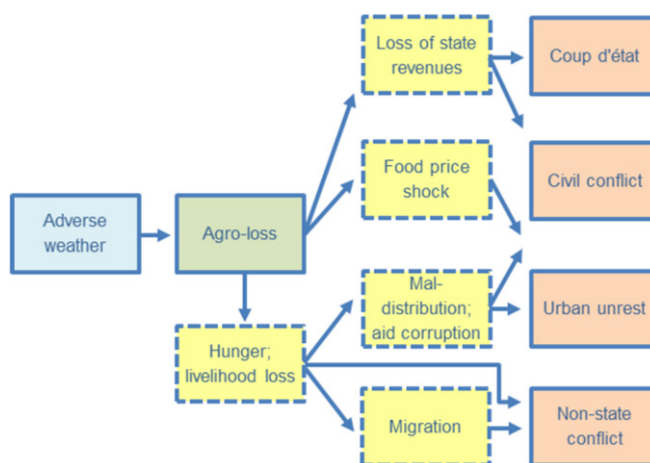 Loss of state
revenues
Coup d'état
Food price
shock
Civil conflict
Adverse
weather
Agro-loss
Mal-
distribution;
aid corruption
Urban unrest
Hunger;
livelihood loss
Migration
Non-state
conflict